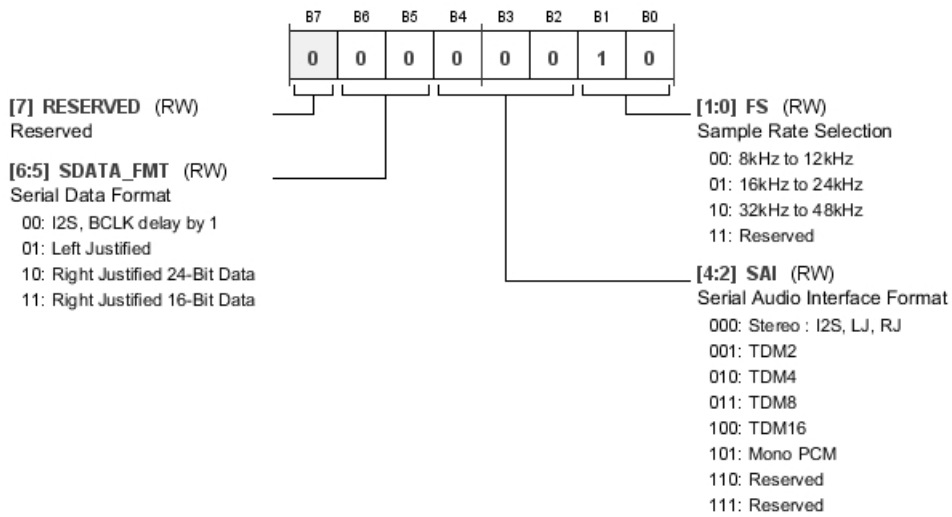 B7 B6 B5 B4 B3 B2 B1 B0
0 0 0 0 0 0 1 0
[7] RESERVED (RW)
Reserved
[6:5] SDATA_FMT (RW)
Serial Data Format
00: I2S, BCLK delay by 1
01: Left Justified
10: Right Justified 24-Bit Data
11: Right Justified 16-Bit Data
[1:0] FS (RW)
Sample Rate Selection
00: 8kHz to 12kHz
01: 16kHz to 24kHz
10: 32kHz to 48kHz
11: Reserved
[4:2] SAI (RW)
Serial Audio Interface Format
000: Stereo : I2S, LJ, RJ
001: TDM2
010: TDM4
011: TDM8
100: TDM16
101: Mono PCM
110: Reserved
111: Reserved